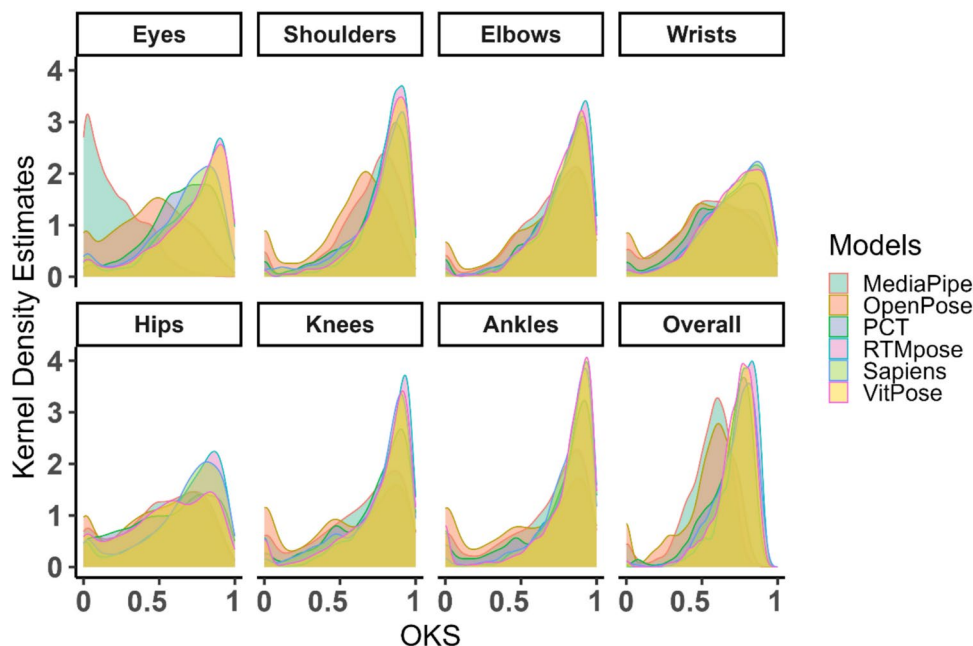 Eyes Shoulders Elbows Wrists
4
3
2
1
0
Hips Knees Ankles Overall
4
3
2
1
0
0 0.5 1 0 0.5 1 0 0.5 1 0 0.5 1
OKS
Kernel Density Estimates
Models
MediaPipe
OpenPose
PCT
RTMpose
Sapiens
VitPose